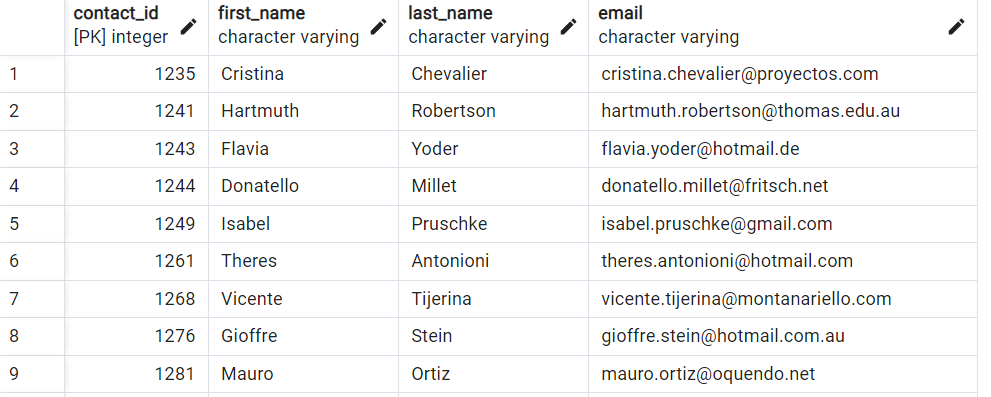 contact_id first_name last_name email
[PK] integer character varying character varying character varying
1 1235 Cristina Chevalier cristina.chevalier@proyectos.com
2 1241 Hartmuth Robertson hartmuth.robertson@thomas.edu.au
3 1243 Flavia Yoder flavia.yoder@hotmail.de
4 1244 Donatello Millet donatello.millet@fritsch.net
5 1249 Isabel Pruschke isabel.pruschke@gmail.com
6 1261 Theres Antonioni theres.antonioni@hotmail.com
7 1268 Vicente Tijerina vicente.tijerina@montanariello.com
8 1276 Gioffre Stein gioffre.stein@hotmail.com.au
9 1281 Mauro Ortiz mauro.ortiz@oquendo.net